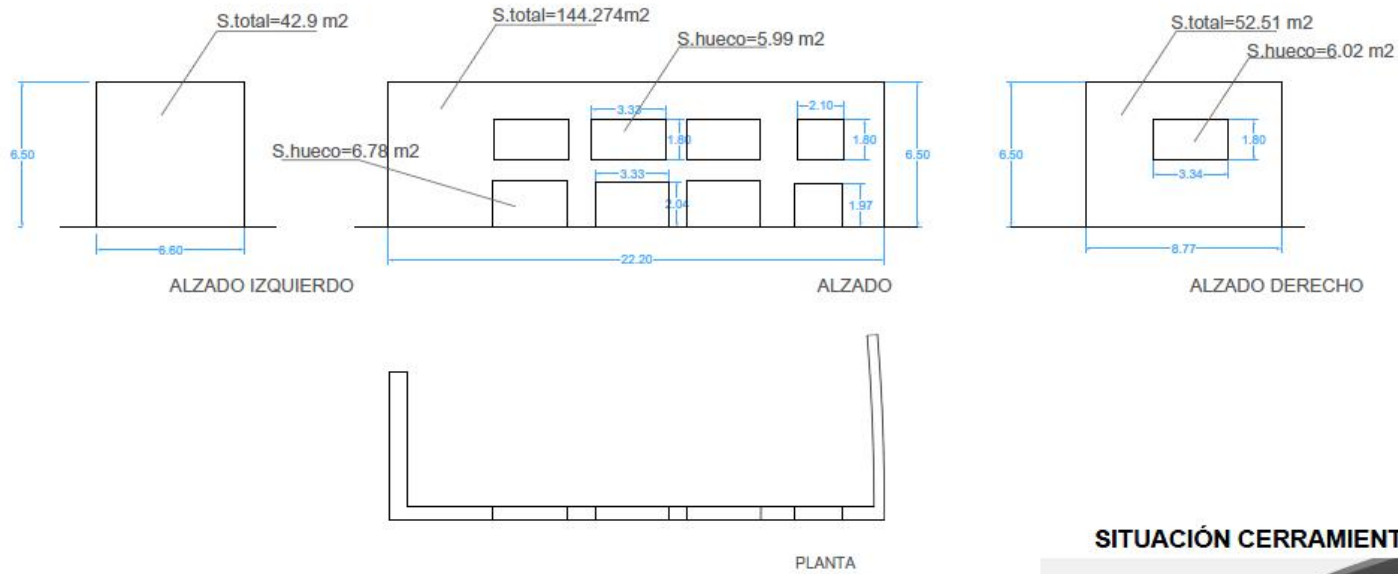 S.total=42.9 m2
S.total=144.274m2
S.hueco=5.99 m2
S.total=52.51 m2
S.hueco=6.02 m2
S.hueco=6.78 m2
6.50
3.33
1.80
2.10
1.80
6.50
6.50
1.80
3.34
3.33
2.04
1.97
6.60
22.20
8.77
ALZADO IZQUIERDO
ALZADO
ALZADO DERECHO
PLANTA
SITUACIÓN CERRAMIENT